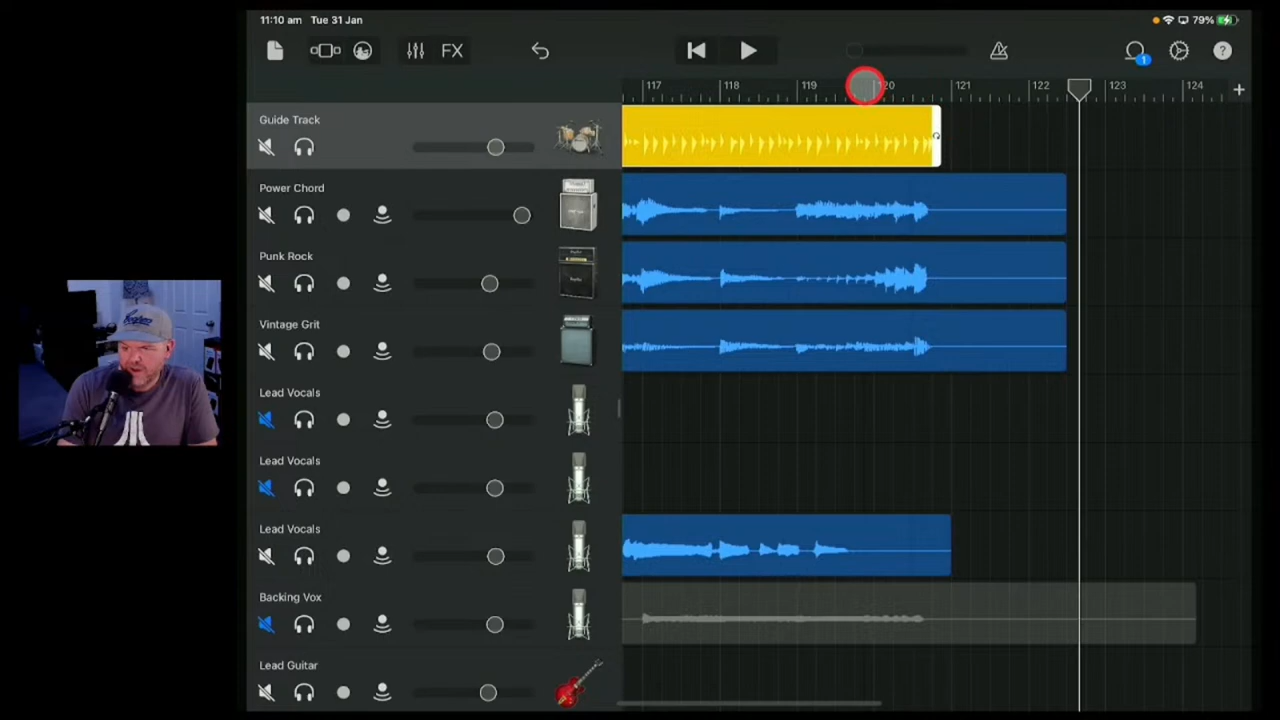 11:10 am Tue 31 Jan
79%
FX
1
?
117 118 119 120 121 122 123 124 +
Guide Track
Power Chord
Punk Rock
Vintage Grit
Lead Vocals
Lead Vocals
Lead Vocals
Backing Vox
Lead Guitar